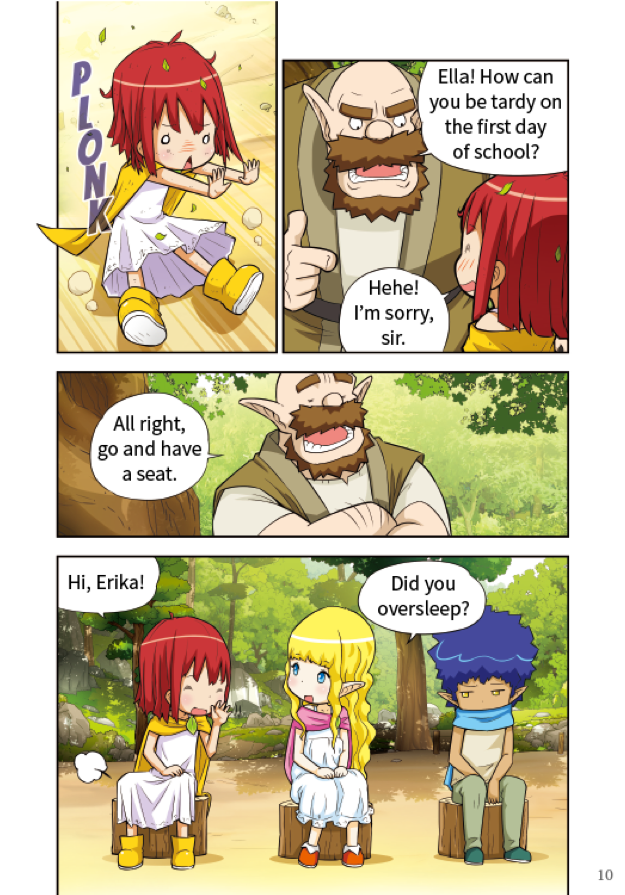 PLONK
Ella! How can
you be tardy on
the first day
of school?
Hehe!
I'm sorry,
sir.
All right,
go and have
a seat.
Hi, Erika!
Did you
oversleep?
10